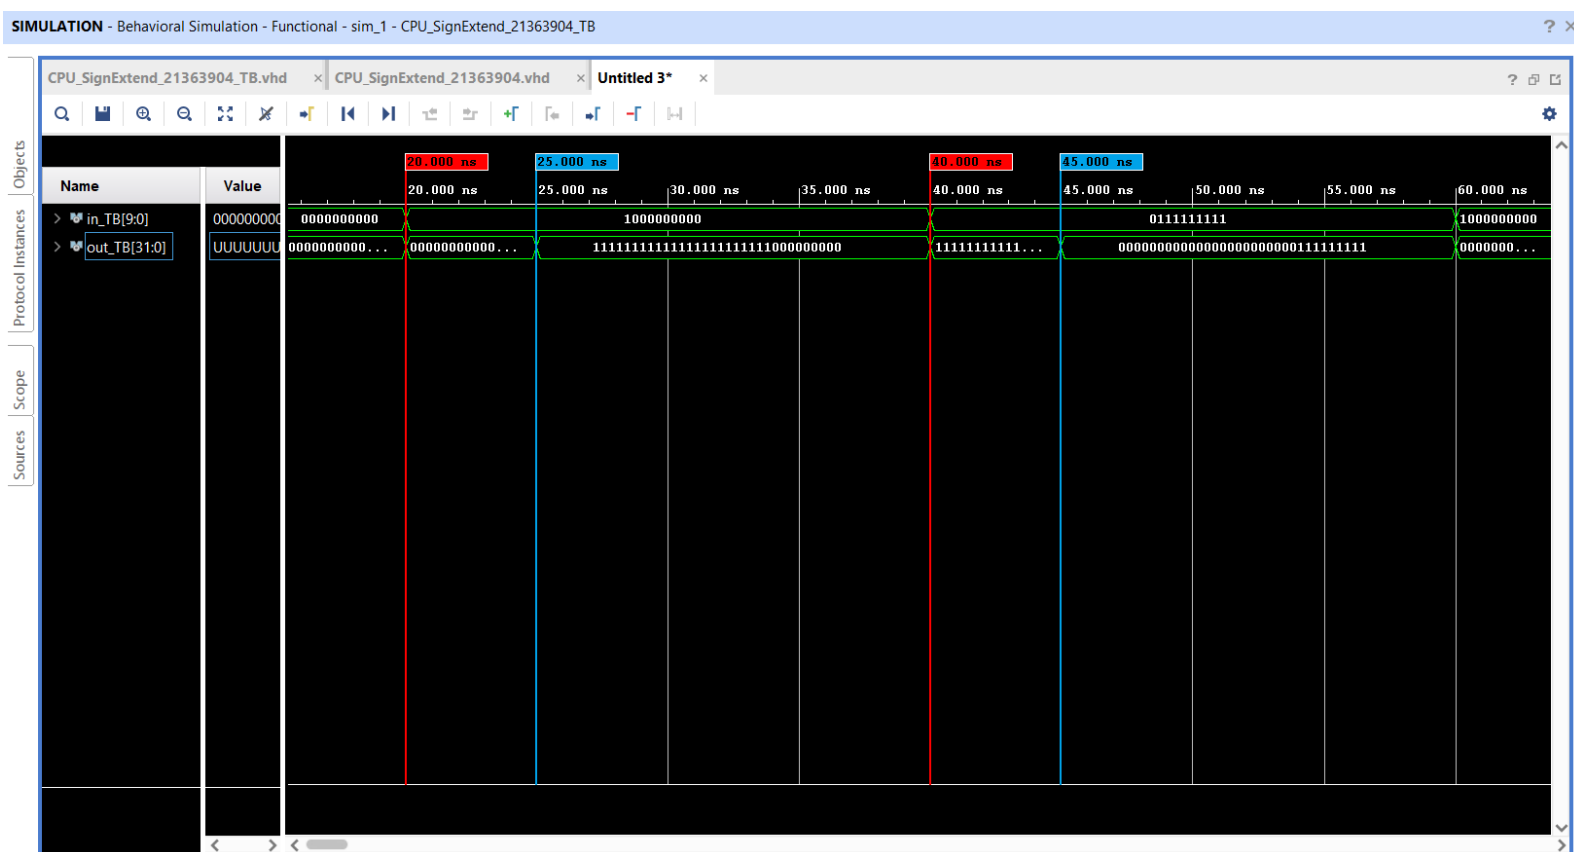 SIMULATION - Behavioral Simulation - Functional - sim_1 - CPU_SignExtend_21363904_TB
CPU_SignExtend_21363904_TB.vhd
CPU_SignExtend_21363904.vhd
Untitled 3*
Objects
Protocol Instances
Scope
Sources
20.000 ns 25.000 ns 40.000 ns 45.000 ns
Name Value
20.000 ns 25.000 ns 30.000 ns 35.000 ns 40.000 ns 45.000 ns 50.000 ns 55.000 ns 60.000 ns
in_TB[9:0] 000000000 0000000000 1000000000 0111111111 1000000000
out_TB[31:0] UUUUUUU 0000000000... 00000000000... 11111111111111111111111000000000 11111111111... 00000000000000000000000111111111 0000000...